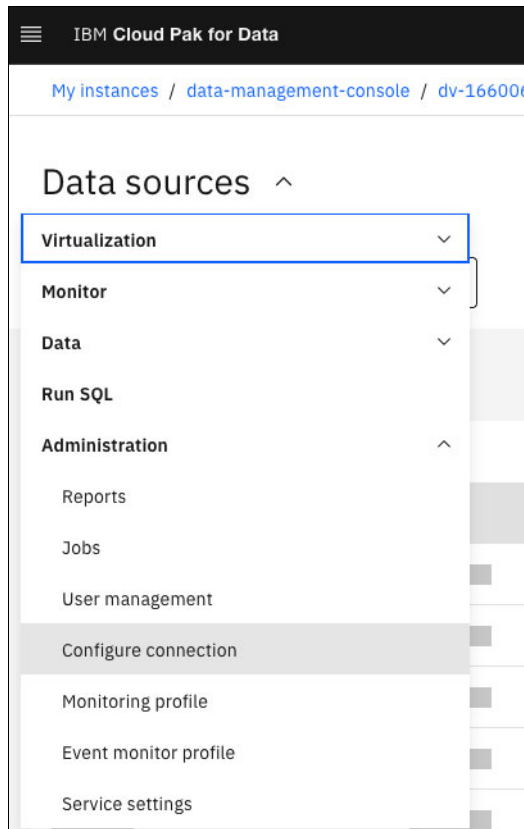 IBM Cloud Pak for Data
My instances / data-management-console / dv-16600
Data sources
Virtualization
Monitor
Data
Run SQL
Administration
Reports
Jobs
User management
Configure connection
Monitoring profile
Event monitor profile
Service settings